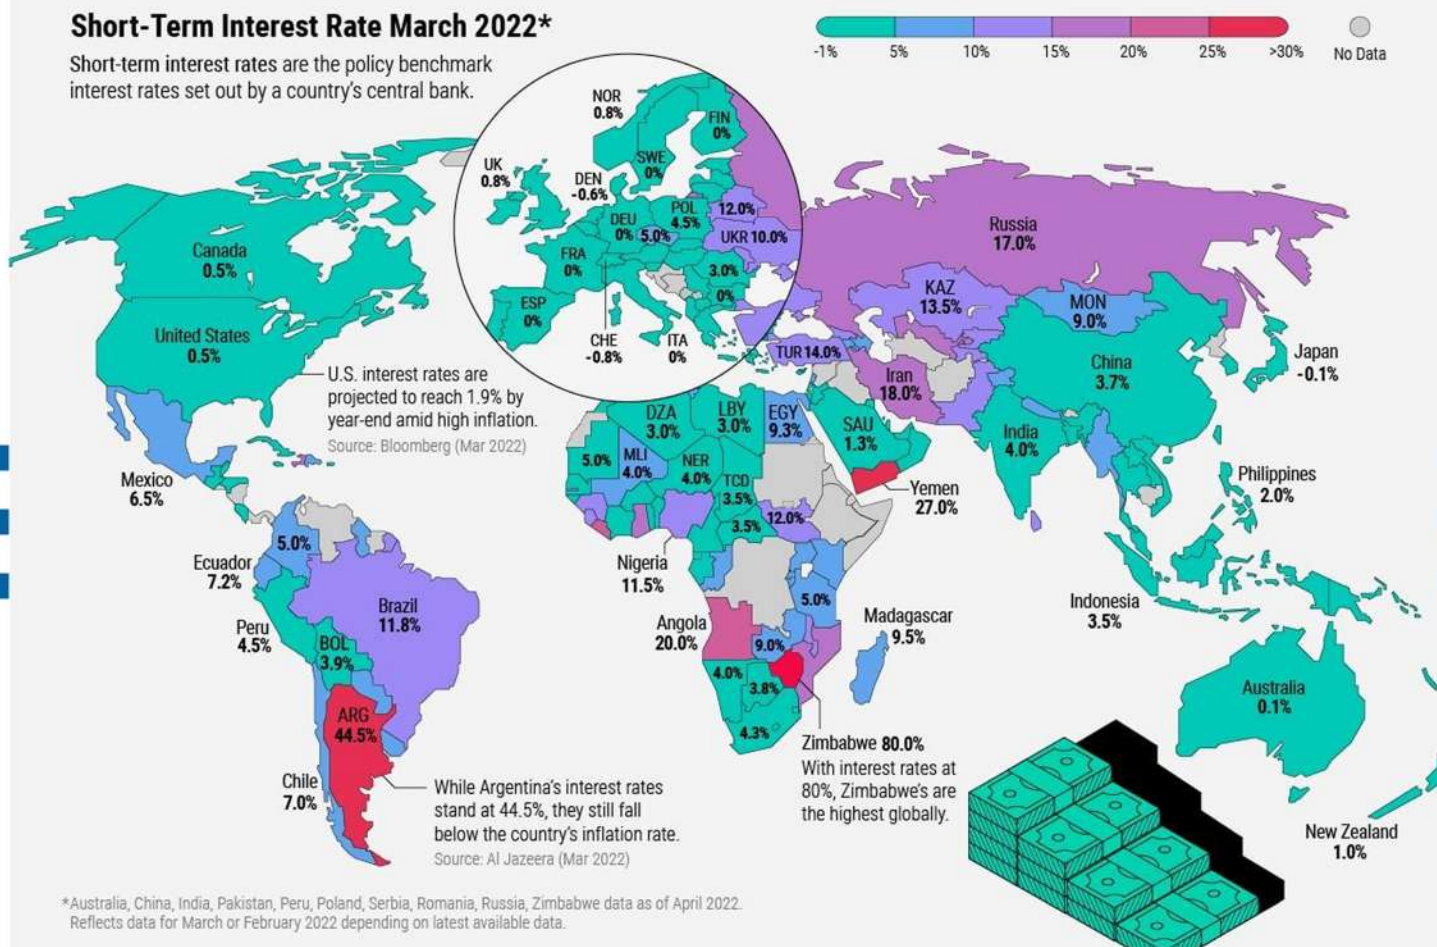 Short-Term Interest Rate March 2022*
Short-term interest rates are the policy benchmark
interest rates set out by a country's central bank.
-1%
5%
10%
15%
20%
25%
>30%
No Data
NOR
0.8%
FIN
0%
UK
0.8%
SWE
0%
DEN
-0.6%
DEU
0%
POL
4.5%
12.0%
5.0%
UKR 10.0%
FRA
0%
3.0%
0%
ESP
0%
CHE
-0.8%
ITA
0%
Canada
0.5%
United States
0.5%
U.S. interest rates are
projected to reach 1.9% by
year-end amid high inflation.
Source: Bloomberg (Mar 2022)
Russia
17.0%
KAZ
13.5%
MON
9.0%
TUR 14.0%
Iran
18.0%
China
3.7%
Japan
-0.1%
DZA
3.0%
LBY
3.0%
EGY
9.3%
SAU
1.3%
India
4.0%
5.0%
MLI
4.0%
NER
4.0%
TCD
3.5%
Yemen
27.0%
Philippines
2.0%
Mexico
6.5%
3.5%
12.0%
5.0%
Ecuador
7.2%
Nigeria
11.5%
Brazil
11.8%
Peru
4.5%
BOL
3.9%
Angola
20.0%
5.0%
9.0%
Madagascar
9.5%
Indonesia
3.5%
4.0%
3.8%
4.3%
Australia
0.1%
ARG
44.5%
Chile
7.0%
While Argentina's interest rates
stand at 44.5%, they still fall
below the country's inflation rate.
Source: Al Jazeera (Mar 2022)
Zimbabwe 80.0%
With interest rates at
80%, Zimbabwe's are
the highest globally.
New Zealand
1.0%
*Australia, China, India, Pakistan, Peru, Poland, Serbia, Romania, Russia, Zimbabwe data as of April 2022.
Reflects data for March or February 2022 depending on latest available data.